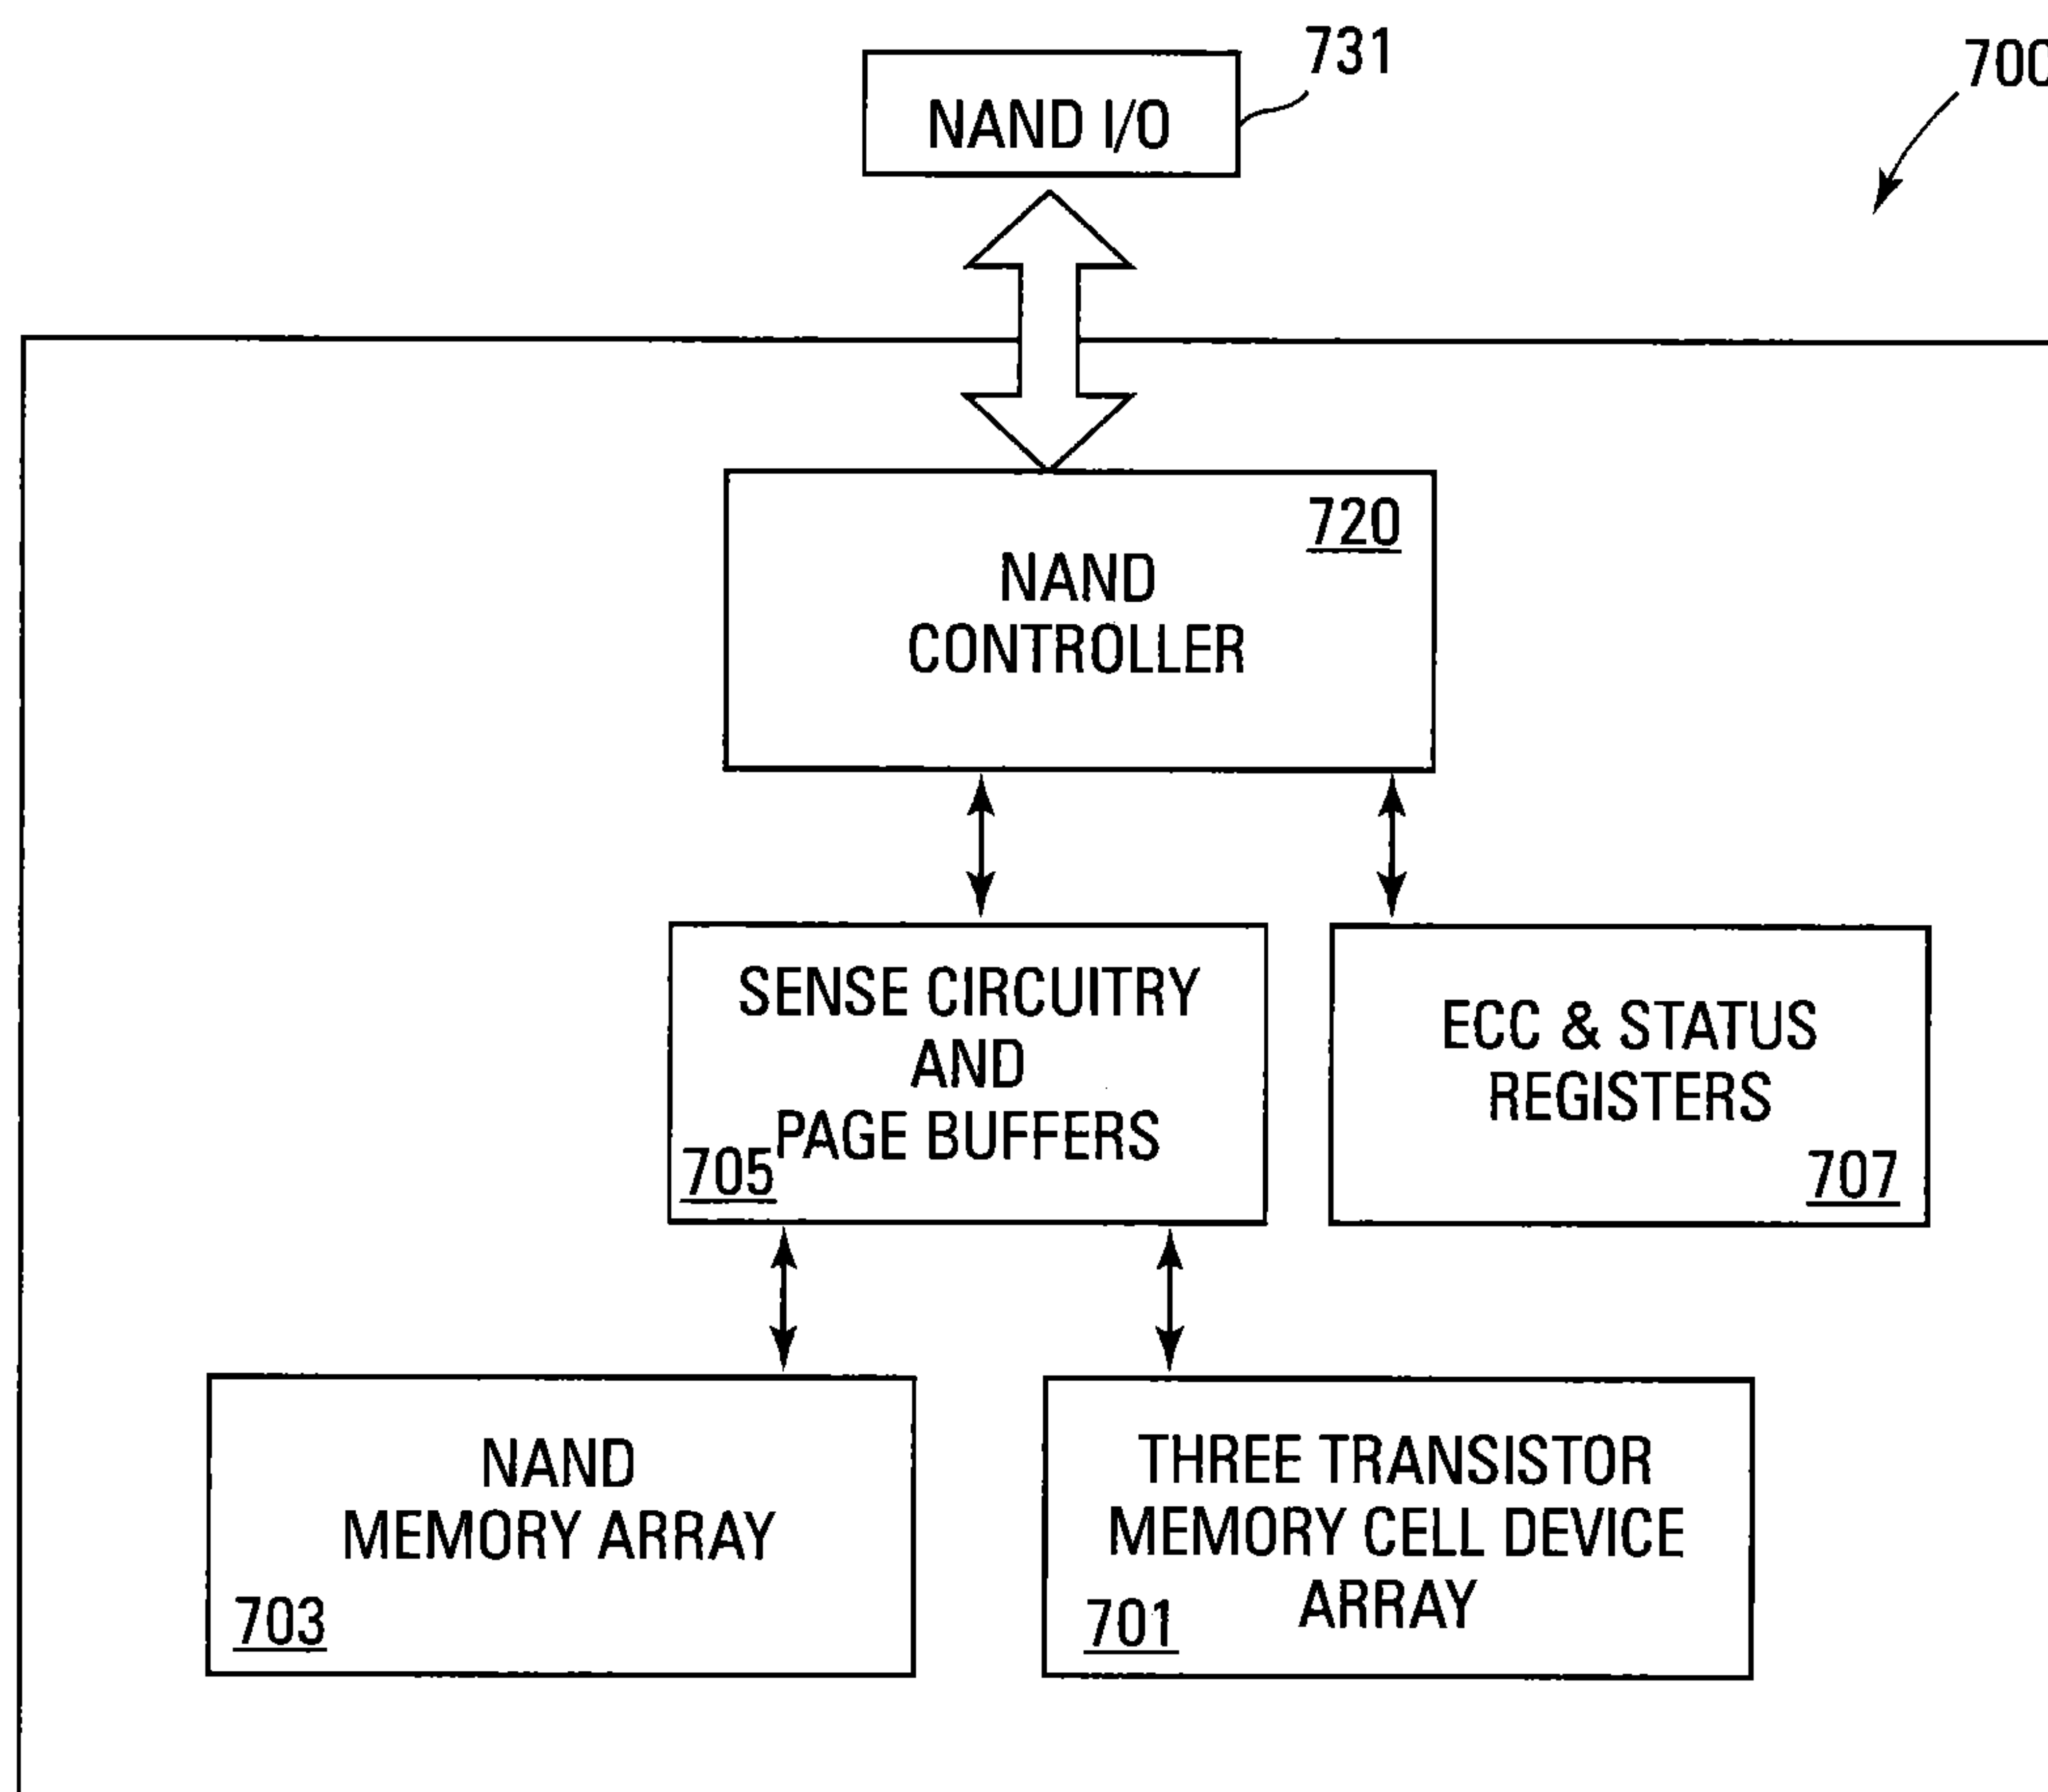 731
700
NAND I/O
720
NAND
CONTROLLER
SENSE CIRCUITRY
AND
PAGE BUFFERS
705
ECC & STATUS
REGISTERS
707
NAND
MEMORY ARRAY
703
THREE TRANSISTOR
MEMORY CELL DEVICE
ARRAY
701